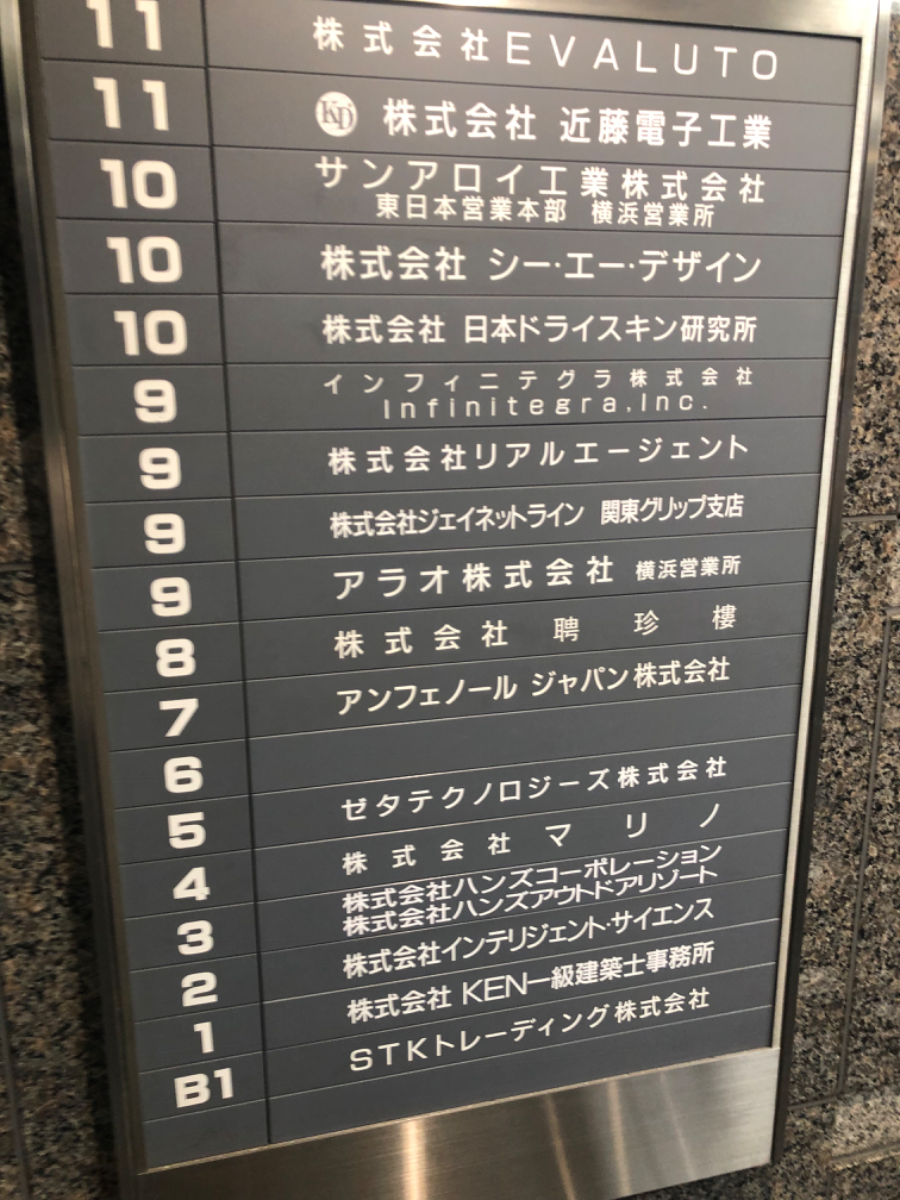 11 株式会社EVALUTO
11 KD 株式会社 近藤電子工業
10 サンアロイ工業株式会社
東日本営業本部 横浜営業所
10 株式会社 シー・エー・デザイン
10 株式会社 日本ドライスキン研究所
9 インフィニテグラ株式会社
Infinitegra,Inc.
9 株式会社リアルエージェント
9 株式会社ジェイネットライン 関東グリップ支店
9 アラオ株式会社 横浜営業所
8 株式会社 聘珍樓
7 アンフェノール ジャパン株式会社
6
5 ゼタテクノロジーズ株式会社
4 株式会社マリノ
3 株式会社ハンズコーポレーション
株式会社ハンズアウトドアリゾート
2 株式会社インテリジェント・サイエンス
1 株式会社 KEN一級建築士事務所
B1 STKトレーディング株式会社